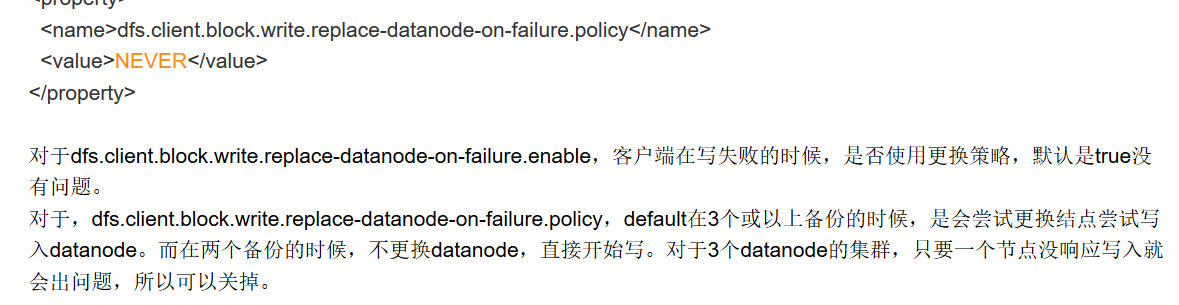 <property>
<name>dfs.client.block.write.replace-datanode-on-failure.policy</name>
<value>NEVER</value>
</property>
对于dfs.client.block.write.replace-datanode-on-failure.enable，客户端在写失败的时候，是否使用更换策略，默认是true没
有问题。
对于，dfs.client.block.write.replace-datanode-on-failure.policy，default在3个或以上备份的时候，是会尝试更换结点尝试写
入datanode。而在两个备份的时候，不更换datanode，直接开始写。对于3个datanode的集群，只要一个节点没响应写入就
会出问题，所以可以关掉。